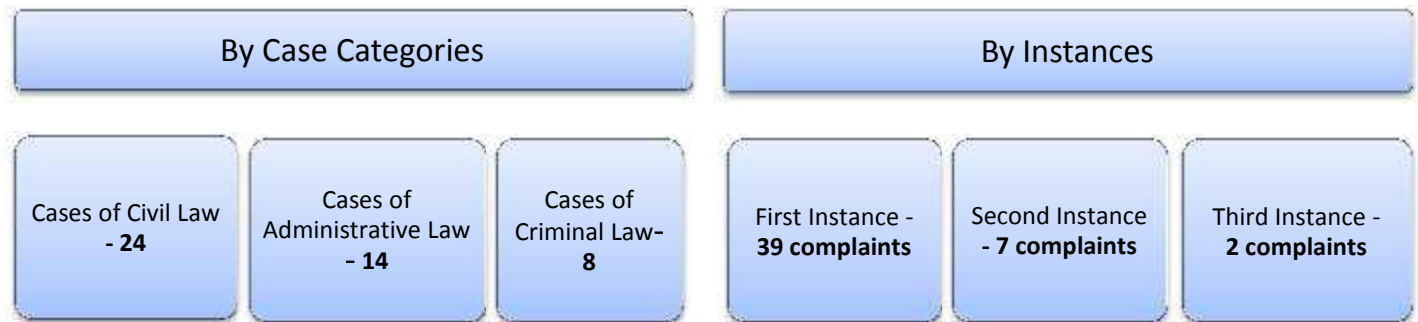 By Case Categories
By Instances
Cases of Civil Law
- 24
Cases of
Administrative Law
- 14
Cases of
Criminal Law-
8
First Instance -
39 complaints
Second Instance
- 7 complaints
Third Instance -
2 complaints